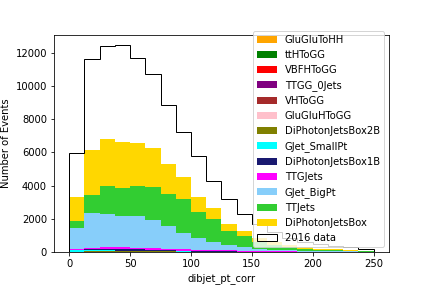 12000
10000
8000
6000
4000
2000
0
Number of Events
0
50
100
150
200
250
dibjet_pt_corr
GluGluToHH
ttHToGG
VBFHToGG
TTGG_0Jets
VHToGG
GluGluHToGG
DiPhotonJetsBox2B
GJet_SmallPt
DiPhotonJetsBox1B
TTGJets
GJet_BigPt
TTJets
DiPhotonJetsBox
2016 data